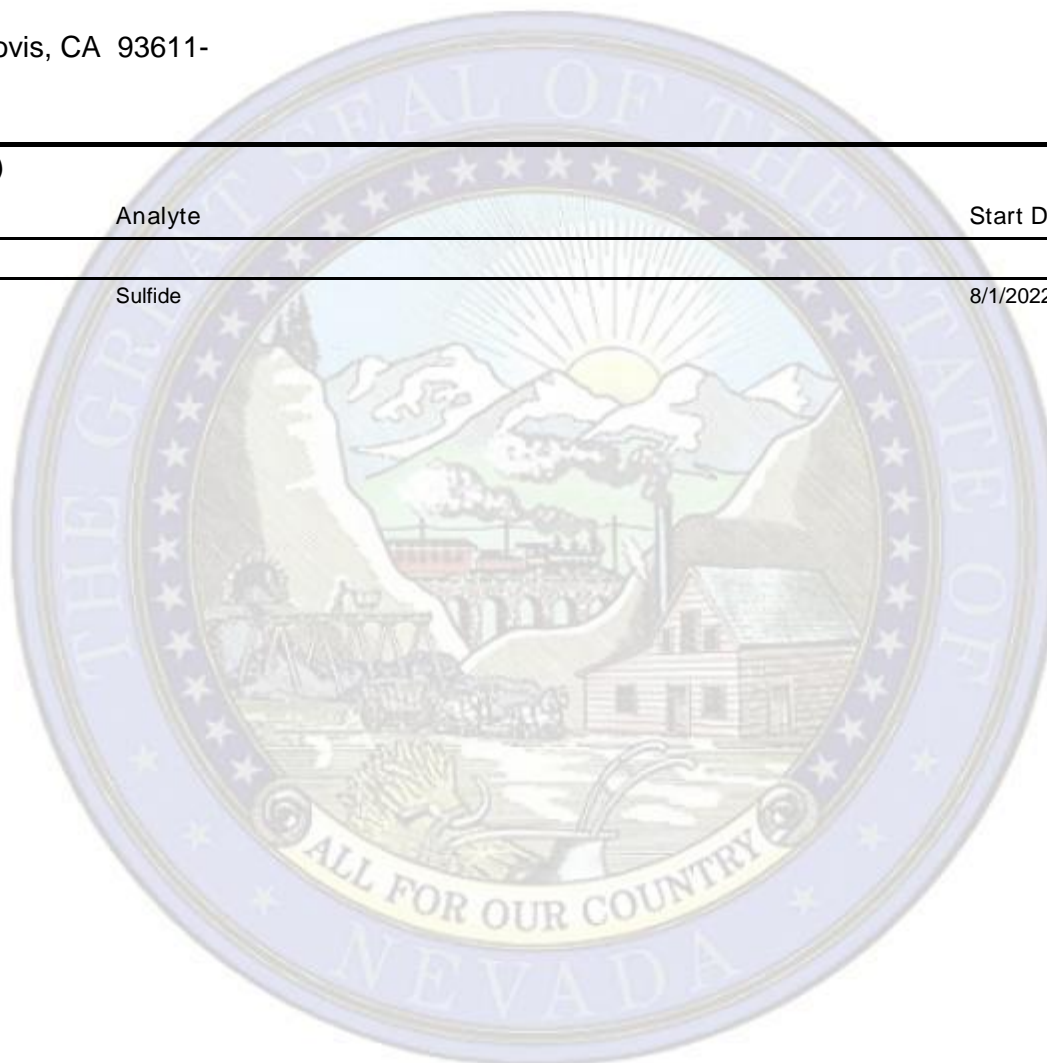 ovis, CA 93611-
)
Analyte Start D
Sulfide 8/1/2022
THE GREAT SEAL OF THE STATE OF
ALL FOR OUR COUNTRY
NEVADA